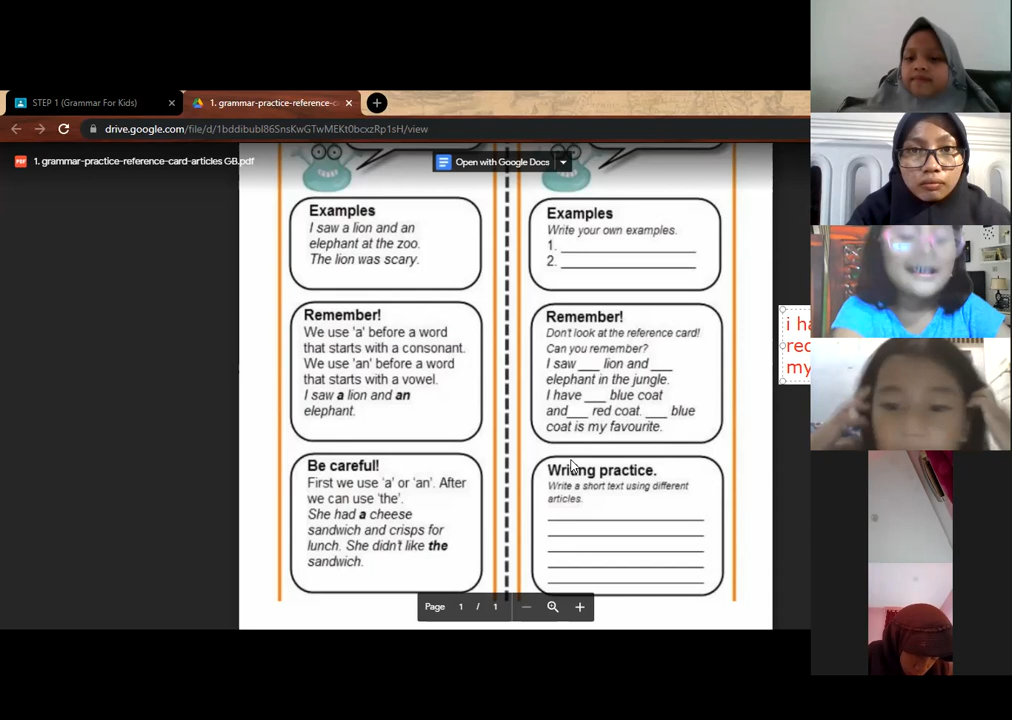 STEP 1 (Grammar For Kids)
1. grammar-practice-reference-c
drive.google.com/file/d/1bddibubl86SnsKwGTwMEKt0bcxzRp1sH/view
1. grammar-practice-reference-card-articles GB.pdf
Open with Google Docs
Examples
I saw a lion and an
elephant at the zoo.
The lion was scary.
Remember!
We use 'a' before a word
that starts with a consonant.
We use 'an' before a word
that starts with a vowel.
I saw a lion and an
elephant.
Be careful!
First we use 'a' or 'an'. After
we can use 'the'.
She had a cheese
sandwich and crisps for
lunch. She didn't like the
sandwich.
Examples
Write your own examples.
1. ____
2. ____
Remember!
Don't look at the reference card!
Can you remember?
I saw ___ lion and ___
elephant in the jungle.
I have ___ blue coat
and ___ red coat. ___ blue
coat is my favourite.
Writing practice.
Write a short text using different
articles.
i ha
rec
my
Page 1 / 1